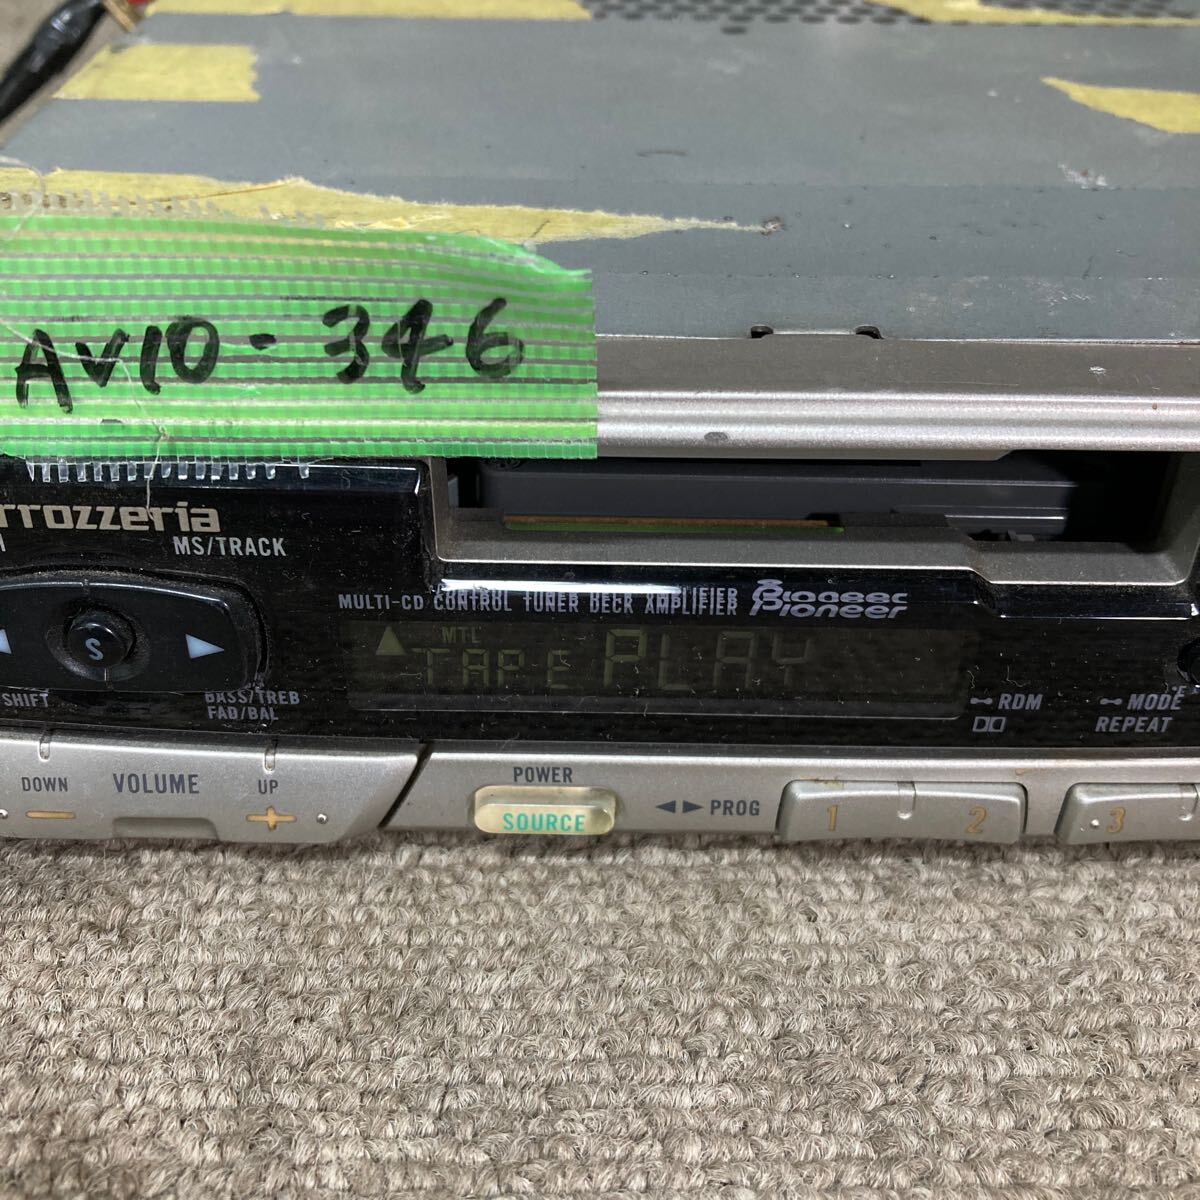 AV10-346
rrozzeria
MS/TRACK
MULTI-CD CONTROL TUNER DECK AMPLIFIER Pioneer
MTL
TAPE PLAY
S
SHIFT
BASS/TREB
FAD/BAL
RDM
MODE
REPEAT
DOWN VOLUME UP
POWER
SOURCE
PROG
1 2 3